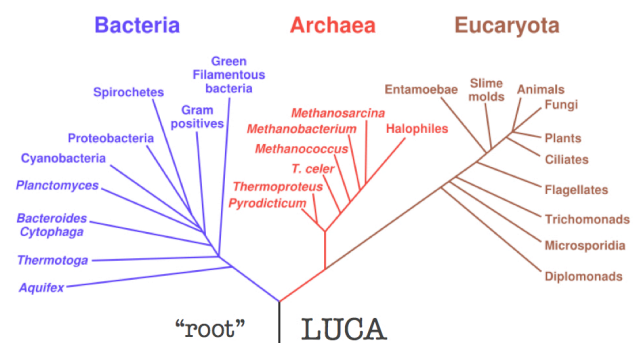 Bacteria
Archaea
Eucaryota
Green
Filamentous
bacteria
Spirochetes
Gram
positives
Proteobacteria
Cyanobacteria
Planctomyces
Bacteroides
Cytophaga
Thermotoga
Aquifex
Methanosarcina
Methanobacterium
Halophiles
Methanococcus
T. celer
Thermoproteus
Pyrodicticum
Entamoebae
Slime
molds
Animals
Fungi
Plants
Ciliates
Flagellates
Trichomonads
Microsporidia
Diplomonads
“root”
LUCA